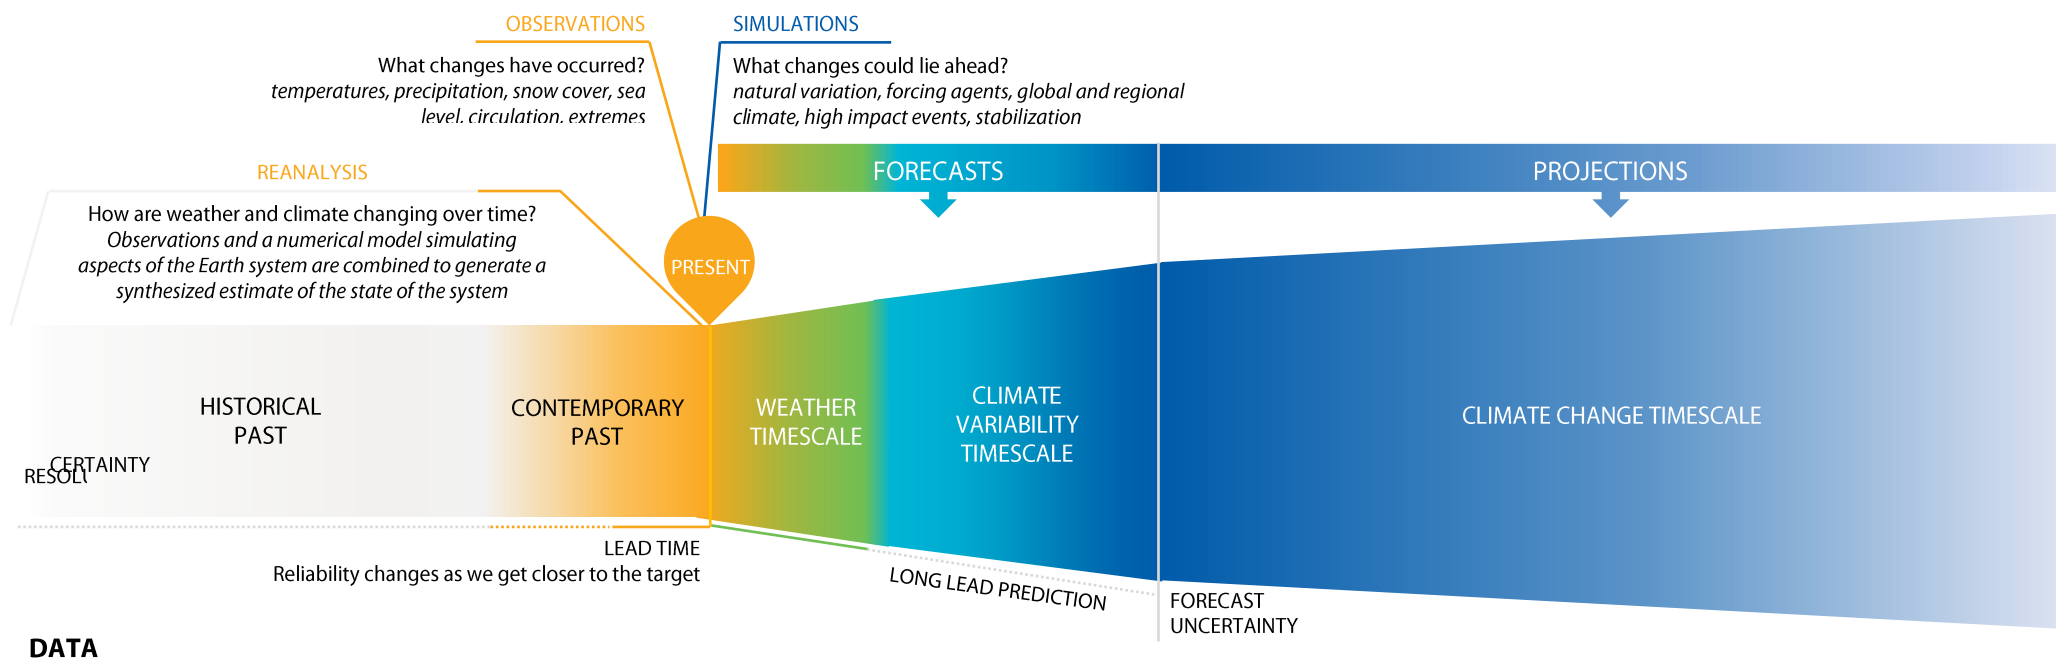 OBSERVATIONS
What changes have occurred?
temperatures, precipitation, snow cover, sea
level, circulation, extremes
SIMULATIONS
What changes could lie ahead?
natural variation, forcing agents, global and regional
climate, high impact events, stabilization
REANALYSIS
How are weather and climate changing over time?
Observations and a numerical model simulating
aspects of the Earth system are combined to generate a
synthesized estimate of the state of the system
FORECASTS
PROJECTIONS
PRESENT
HISTORICAL
PAST
CONTEMPORARY
PAST
WEATHER
TIMESCALE
CLIMATE
VARIABILITY
TIMESCALE
CLIMATE CHANGE TIMESCALE
CERTAINTY
LEAD TIME
Reliability changes as we get closer to the target
LONG LEAD PREDICTION
FORECAST
UNCERTAINTY
DATA